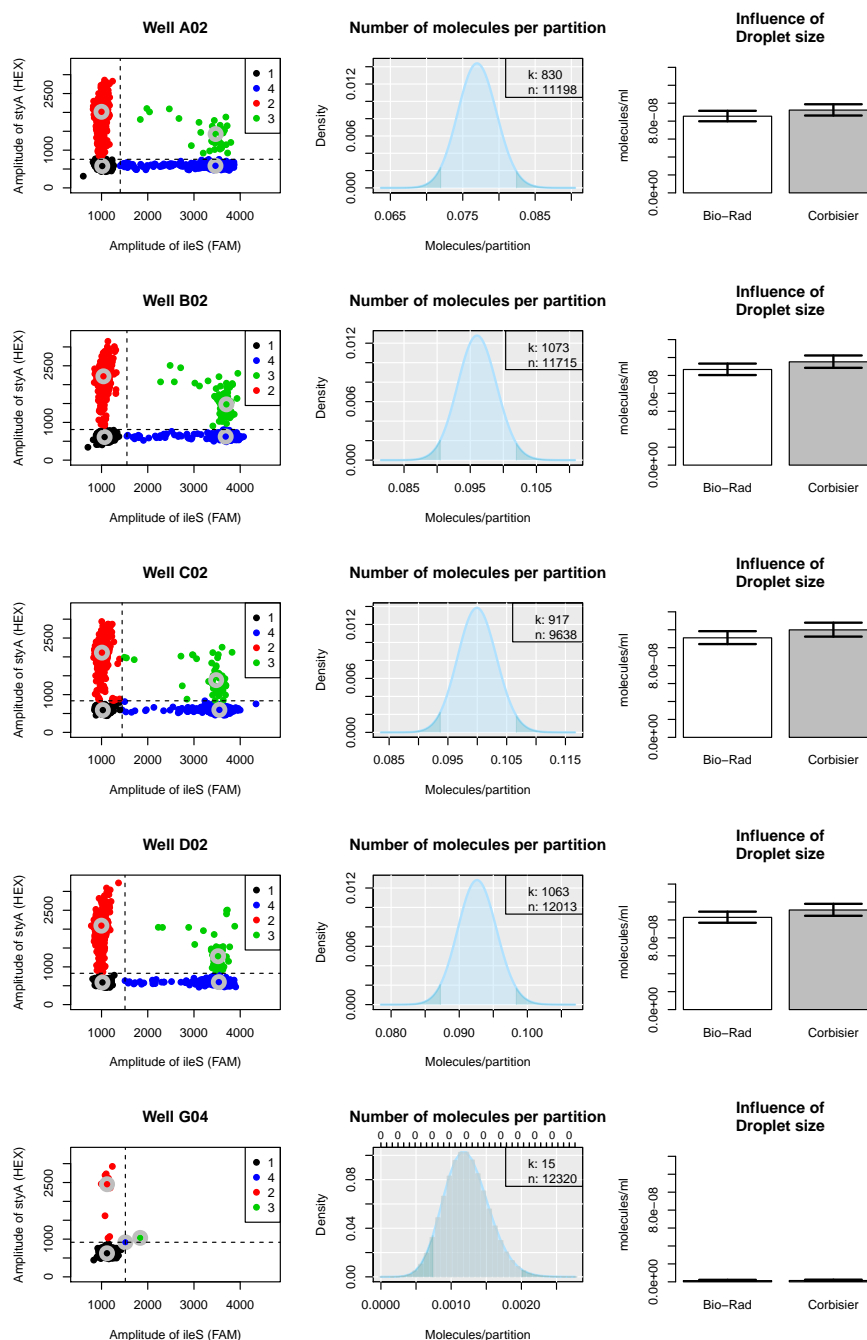 Well A02
Amplitude of styA (HEX)
2500
1000
0
1
4
2
3
1000 2000 3000 4000
Amplitude of ileS (FAM)
Number of molecules per partition
Density
0.012
0.006
0.000
k: 830
n: 11198
0.065 0.075 0.085
Molecules/partition
Influence of
Droplet size
molecules/ml
8.0e−08
0.0e+00
Bio−Rad Corbisier
Well B02
Amplitude of styA (HEX)
2500
1000
0
1
4
3
2
1000 2000 3000 4000
Amplitude of ileS (FAM)
Number of molecules per partition
Density
0.012
0.006
0.000
k: 1073
n: 11715
0.085 0.095 0.105
Molecules/partition
Influence of
Droplet size
molecules/ml
8.0e−08
0.0e+00
Bio−Rad Corbisier
Well C02
Amplitude of styA (HEX)
2500
1000
0
1
4
2
3
1000 2000 3000 4000
Amplitude of ileS (FAM)
Number of molecules per partition
Density
0.012
0.006
0.000
k: 917
n: 9638
0.085 0.095 0.105 0.115
Molecules/partition
Influence of
Droplet size
molecules/ml
8.0e−08
0.0e+00
Bio−Rad Corbisier
Well D02
Amplitude of styA (HEX)
2500
1000
0
1
4
2
3
1000 2000 3000 4000
Amplitude of ileS (FAM)
Number of molecules per partition
Density
0.012
0.006
0.000
k: 1063
n: 12013
0.080 0.090 0.100
Molecules/partition
Influence of
Droplet size
molecules/ml
8.0e−08
0.0e+00
Bio−Rad Corbisier
Well G04
Amplitude of styA (HEX)
2500
1000
0
1
4
2
3
1000 2000 3000 4000
Amplitude of ileS (FAM)
Number of molecules per partition
0 0 0 0 0 0 0 0 0 0 0
Density
0.08
0.04
0.00
k: 15
n: 12320
0.0000 0.0010 0.0020
Molecules/partition
Influence of
Droplet size
molecules/ml
8.0e−08
0.0e+00
Bio−Rad Corbisier